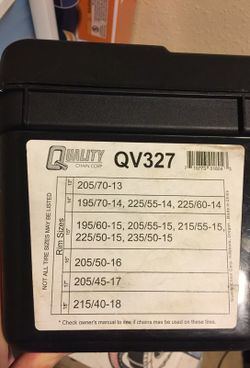 QUALITY
CHAIN CORP
QV327
NOT ALL TIRE SIZES MAY BE LISTED
Rim Sizes
13" 205/70-13
14" 195/70-14, 225/55-14, 225/60-14
15" 195/60-15, 205/55-15, 215/55-15,
225/50-15, 235/50-15
16" 205/50-16
17" 205/45-17
18" 215/40-18
* Check owner's manual to see if chains may be used on these tires.